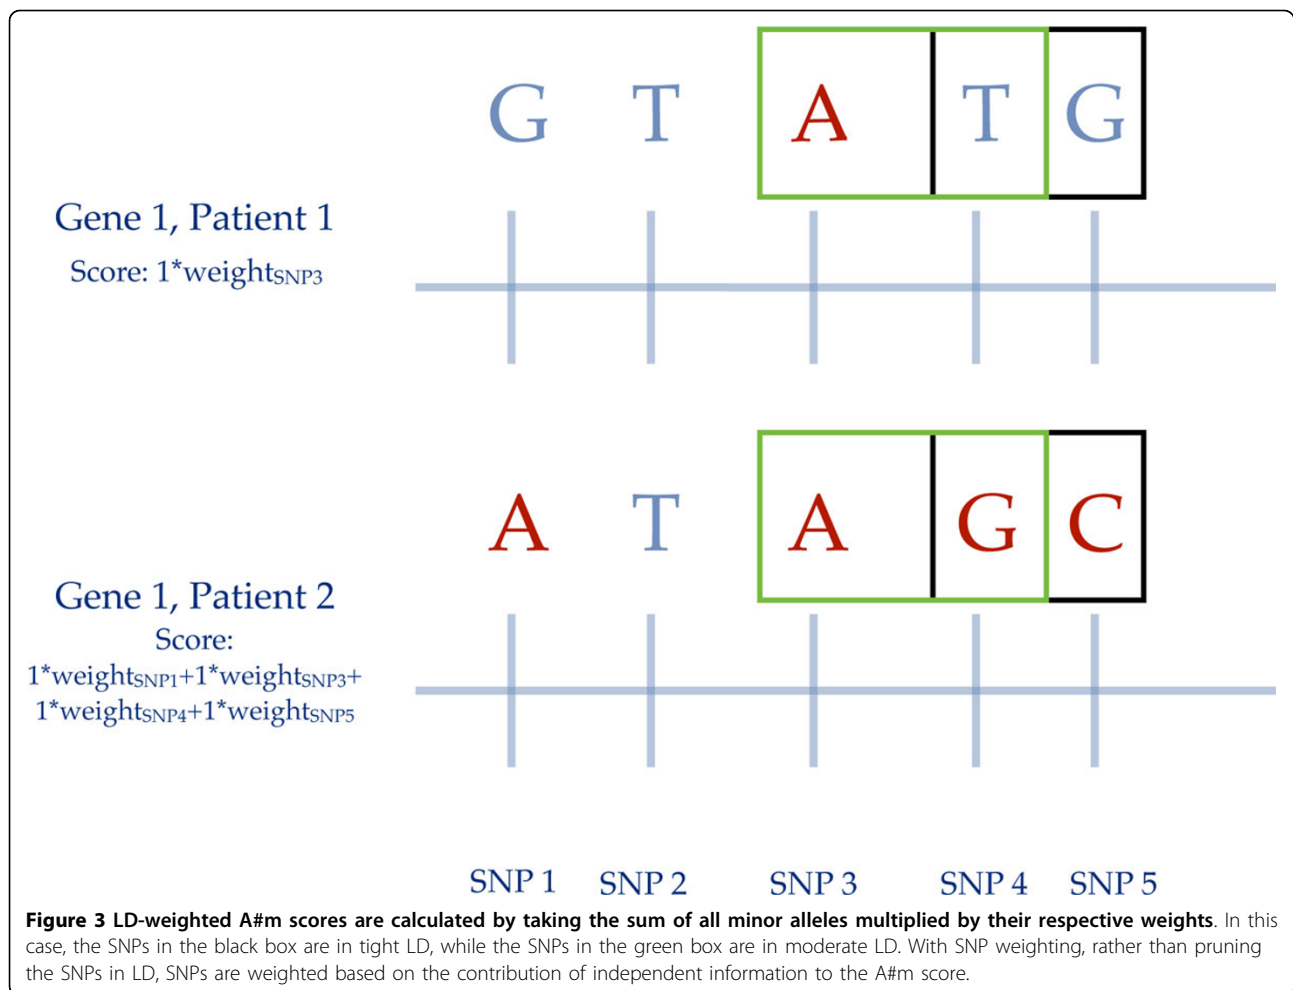 G T A T G
Gene 1, Patient 1
Score: 1*weightSNP3
A T A G C
Gene 1, Patient 2
Score:
1*weightSNP1+1*weightSNP3+
1*weightSNP4+1*weightSNP5
SNP 1 SNP 2 SNP 3 SNP 4 SNP 5
Figure 3 LD-weighted A#m scores are calculated by taking the sum of all minor alleles multiplied by their respective weights. In this
case, the SNPs in the black box are in tight LD, while the SNPs in the green box are in moderate LD. With SNP weighting, rather than pruning
the SNPs in LD, SNPs are weighted based on the contribution of independent information to the A#m score.